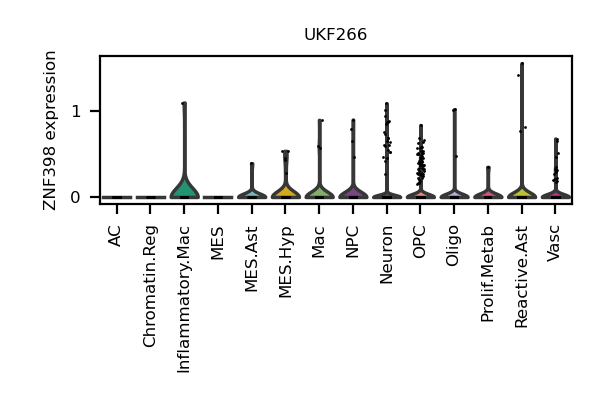 UKF266
ZNF398 expression
1
0
AC
Chromatin.Reg
Inflammatory.Mac
MES
MES.Ast
MES.Hyp
Mac
NPC
Neuron
OPC
Oligo
Prolif.Metab
Reactive.Ast
Vasc